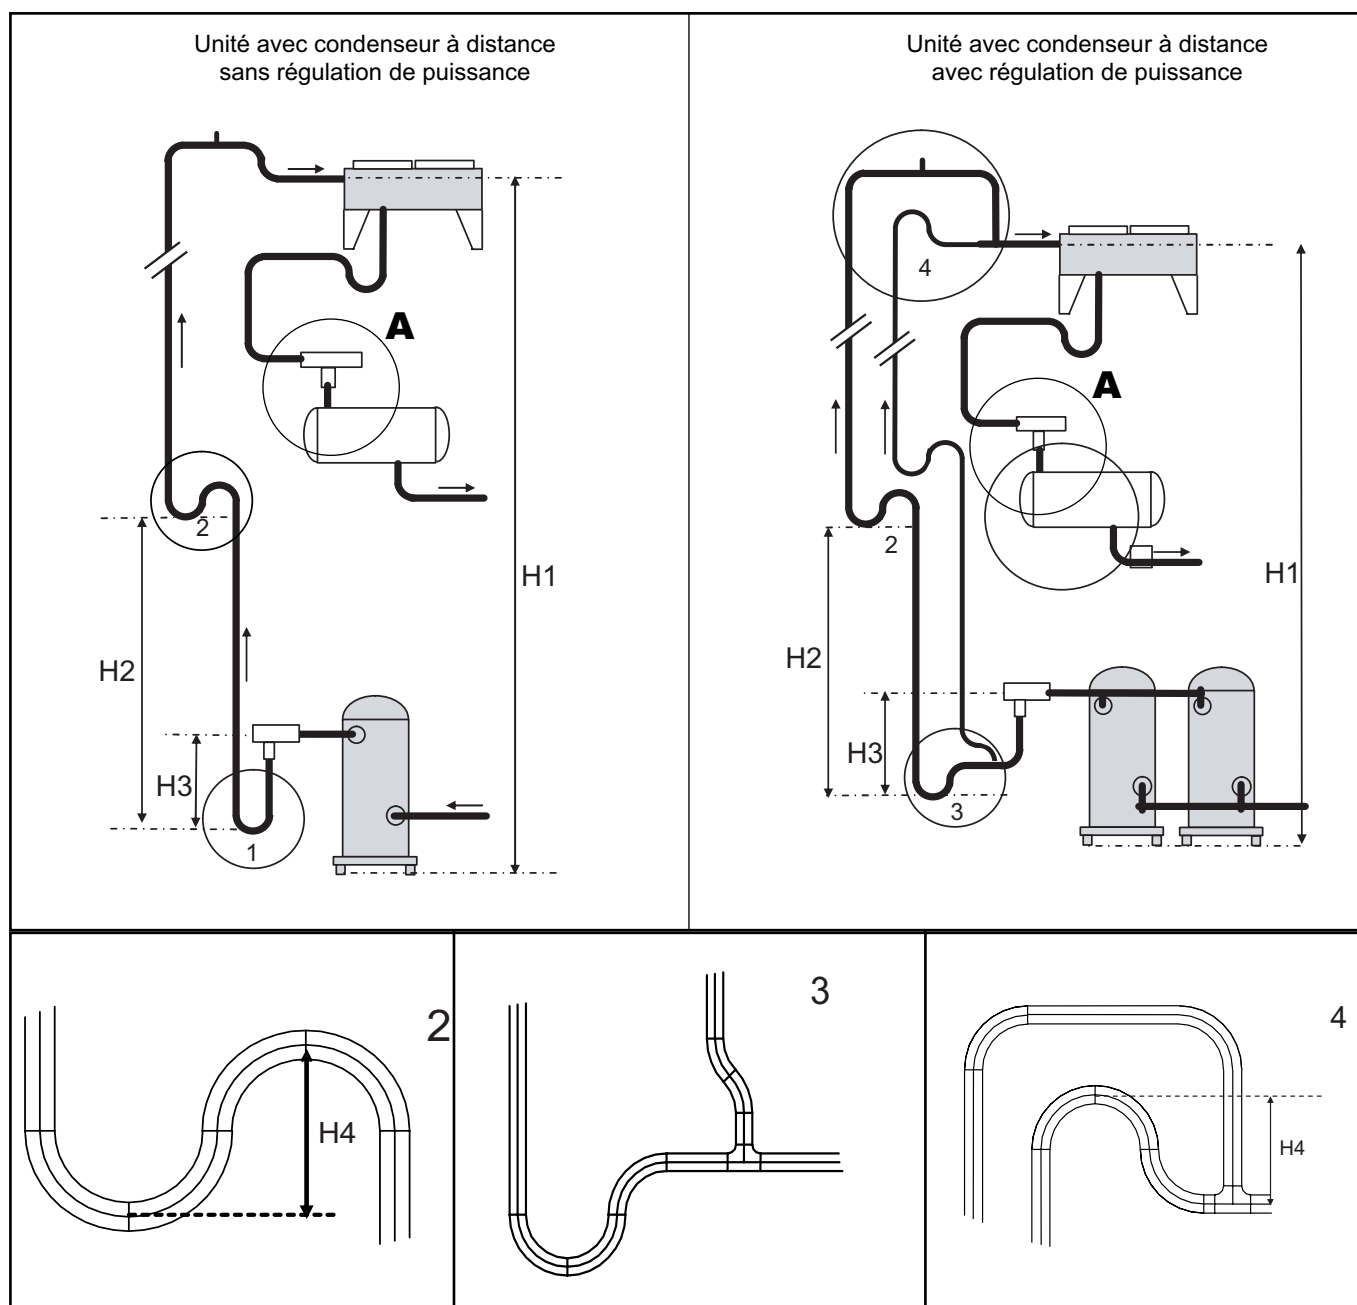 Unité avec condenseur à distance
sans régulation de puissance
A
2
H1
H2
H3
1
Unité avec condenseur à distance
avec régulation de puissance
4
A
2
H1
H2
H3
3
2
H4
3
4
H4